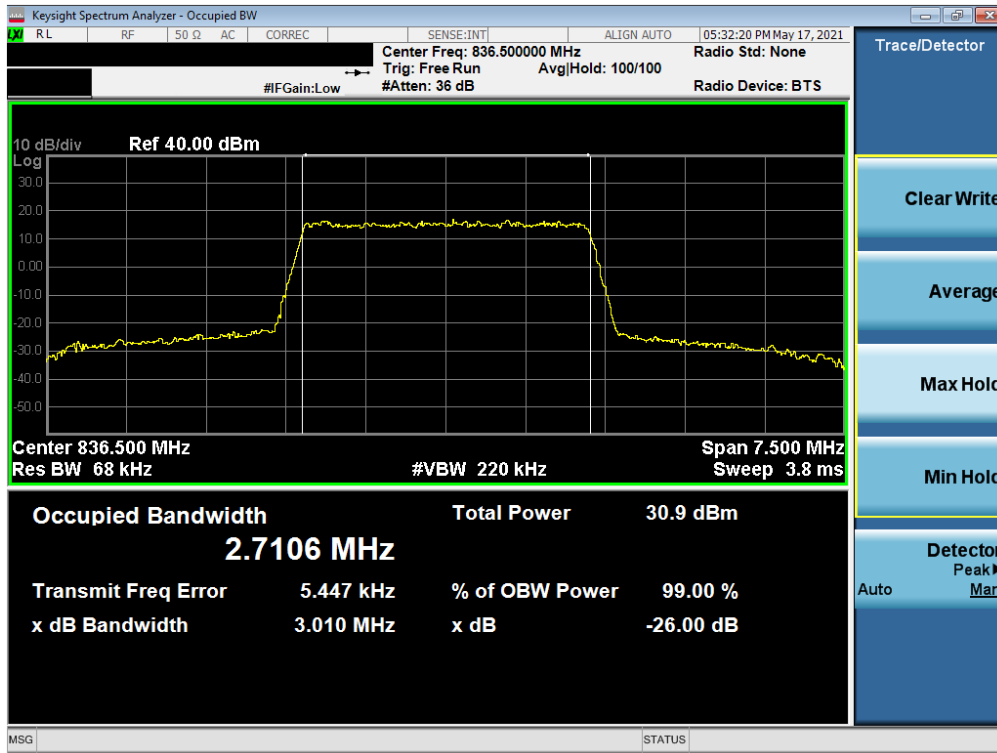 Keysight Spectrum Analyzer - Occupied BW
LXI RL RF 50 Ω AC CORREC SENSE:INT ALIGN AUTO 05:32:20 PM May 17, 2021
Center Freq: 836.500000 MHz Radio Std: None
Trig: Free Run Avg|Hold: 100/100
#IFGain:Low #Atten: 36 dB Radio Device: BTS
10 dB/div Ref 40.00 dBm
Log
30.0
20.0
10.0
0.00
-10.0
-20.0
-30.0
-40.0
-50.0
Center 836.500 MHz Span 7.500 MHz
Res BW 68 kHz #VBW 220 kHz Sweep 3.8 ms
Occupied Bandwidth Total Power 30.9 dBm
2.7106 MHz
Transmit Freq Error 5.447 kHz % of OBW Power 99.00 %
x dB Bandwidth 3.010 MHz x dB -26.00 dB
MSG STATUS
Trace/Detector
Clear Write
Average
Max Hold
Min Hold
Detector
Peak
Auto Man